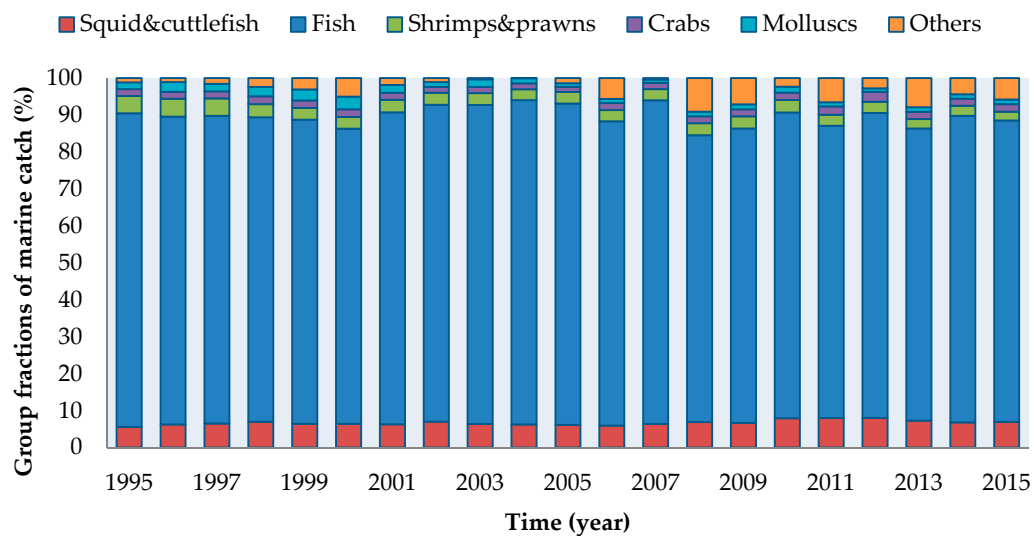 Squid&cuttlefish Fish Shrimps&prawns Crabs Molluscs Others
Group fractions of marine catch (%)
100
90
80
70
60
50
40
30
20
10
0
1995 1997 1999 2001 2003 2005 2007 2009 2011 2013 2015
Time (year)